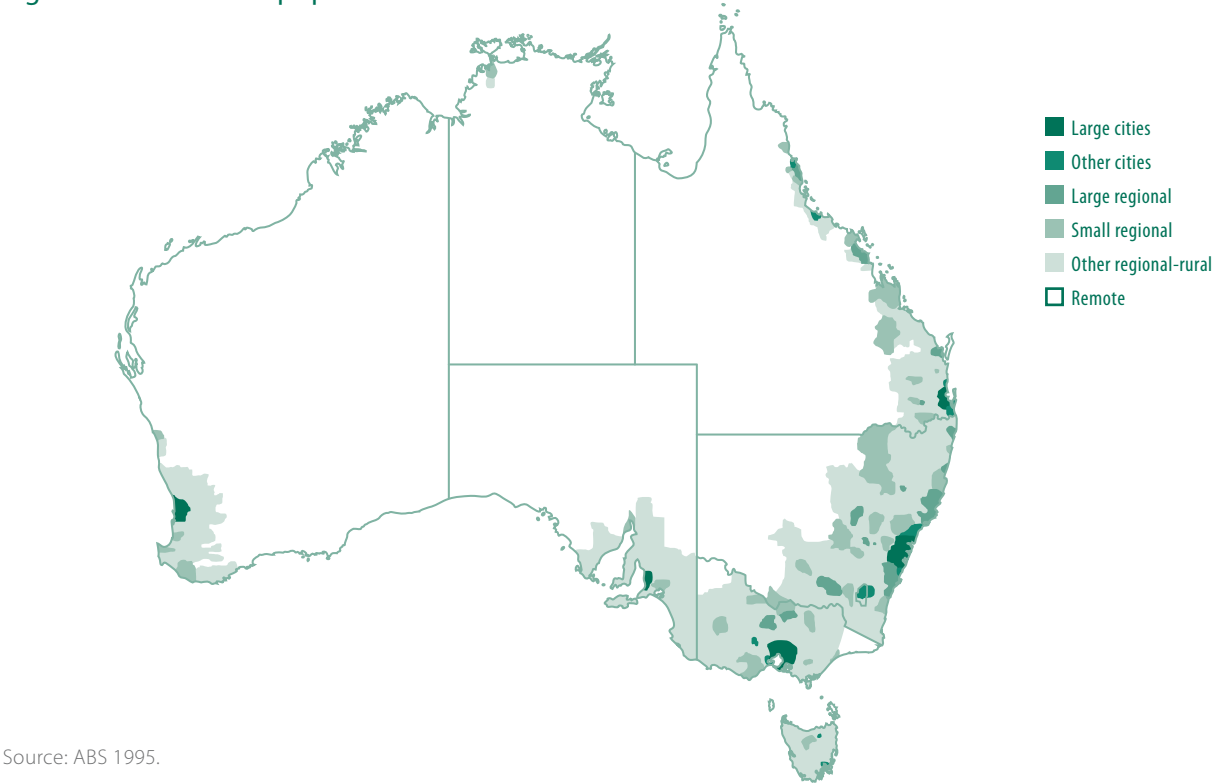 Large cities
Other cities
Large regional
Small regional
Other regional-rural
Remote
Source: ABS 1995.